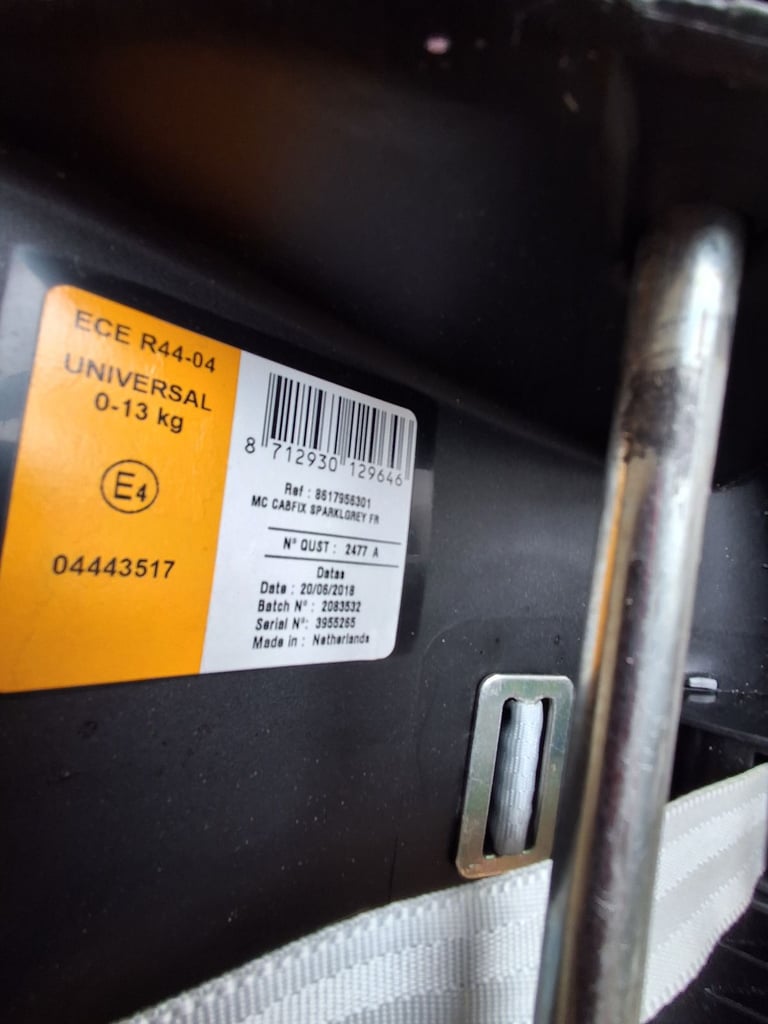 ECE R44-04
UNIVERSAL
0-13 kg
E4
04443517
8 712930 129646
Ref : 8617956301
MC CABFIX SPARKLGREY FR
N° QUST : 2477 A
Datas
Date : 20/06/2018
Batch N° : 2083532
Serial N°: 3955265
Made in : Netherlands